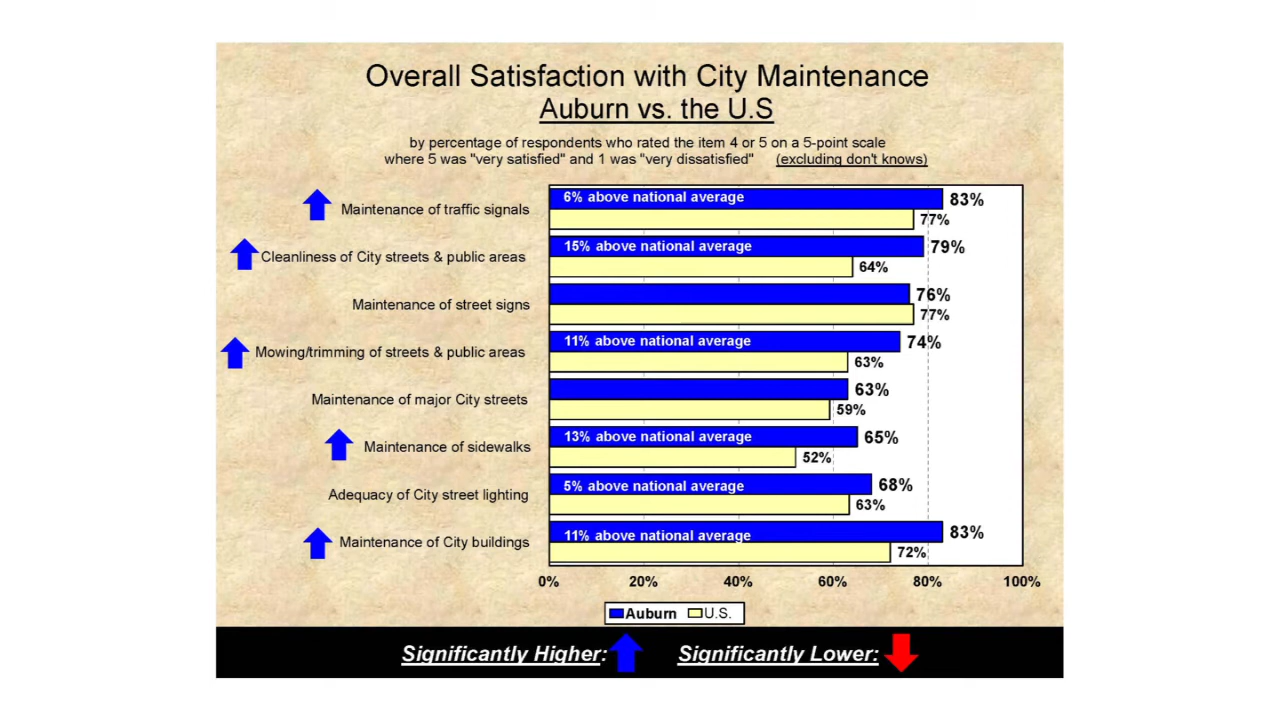 Overall Satisfaction with City Maintenance
Auburn vs. the U.S
by percentage of respondents who rated the item 4 or 5 on a 5-point scale
where 5 was "very satisfied" and 1 was "very dissatisfied" (excluding don't knows)
Maintenance of traffic signals
6% above national average
83%
77%
Cleanliness of City streets & public areas
15% above national average
79%
64%
Maintenance of street signs
76%
77%
Mowing/trimming of streets & public areas
11% above national average
74%
63%
Maintenance of major City streets
63%
59%
Maintenance of sidewalks
13% above national average
65%
52%
Adequacy of City street lighting
5% above national average
68%
63%
Maintenance of City buildings
11% above national average
83%
72%
0% 20% 40% 60% 80% 100%
Auburn U.S.
Significantly Higher: Significantly Lower: